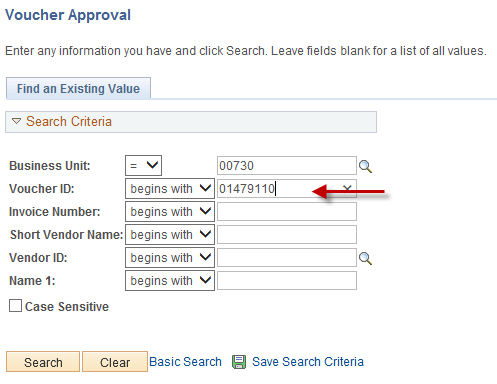 Voucher Approval
Enter any information you have and click Search. Leave fields blank for a list of all values.
Find an Existing Value
Search Criteria
Business Unit: = 00730
Voucher ID: begins with 01479110
Invoice Number: begins with
Short Vendor Name: begins with
Vendor ID: begins with
Name 1: begins with
Case Sensitive
Search Clear Basic Search Save Search Criteria